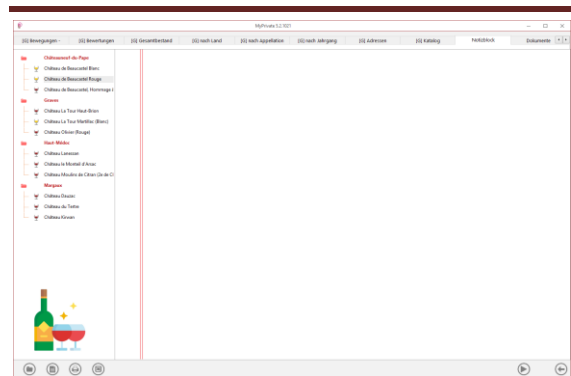 MyPrivate 5.2.1021
(G) Bewegungen -
(G) Bewertungen
(G) Gesamtbestand
(G) nach Land
(G) nach Appellation
(G) nach Jahrgang
(G) Adressen
(G) Katalog
Notizblock
Dokumente
Châteauneuf-du-Pape
Château de Beaucastel Blanc
Château de Beaucastel Rouge
Château de Beaucastel, Hommage à
Graves
Château La Tour Haut-Brion
Château La Tour Martillac (Blanc)
Château Olivier (Rouge)
Haut-Médoc
Château Lanessan
Château le Monteil d'Arsac
Château Moulins de Citran (2e de Ci
Margaux
Château Dauzac
Château du Tertre
Château Kirwan